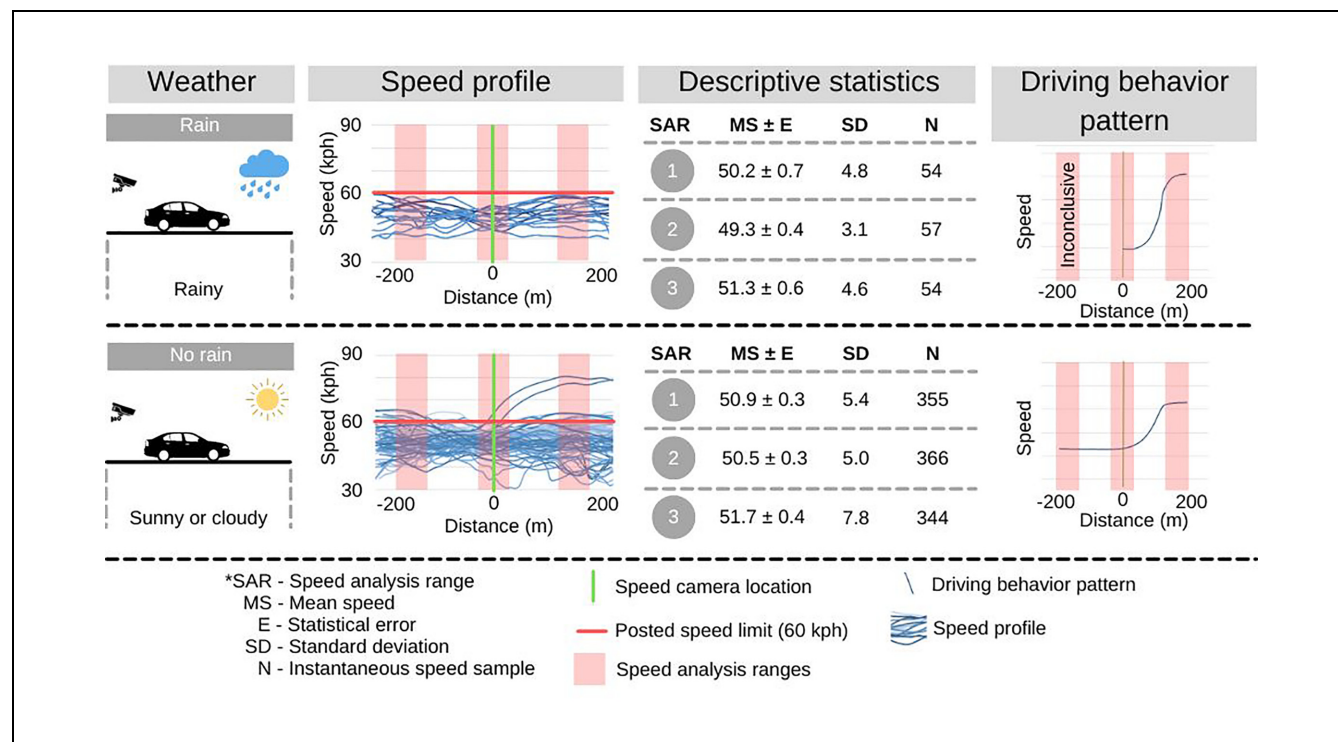 Weather
Speed profile
Descriptive statistics
Driving behavior
pattern
Rain
Rainy
Speed (kph)
90
60
30
-200
0
200
Distance (m)
SAR MS ± E SD N
1 50.2 ± 0.7 4.8 54
2 49.3 ± 0.4 3.1 57
3 51.3 ± 0.6 4.6 54
Speed
Inconclusive
-200
0
200
Distance (m)
No rain
Sunny or cloudy
Speed (kph)
90
60
30
-200
0
200
Distance (m)
SAR MS ± E SD N
1 50.9 ± 0.3 5.4 355
2 50.5 ± 0.3 5.0 366
3 51.7 ± 0.4 7.8 344
Speed
-200
0
200
Distance (m)
*SAR - Speed analysis range
MS - Mean speed
E - Statistical error
SD - Standard deviation
N - Instantaneous speed sample
Speed camera location
Posted speed limit (60 kph)
Speed analysis ranges
Driving behavior pattern
Speed profile